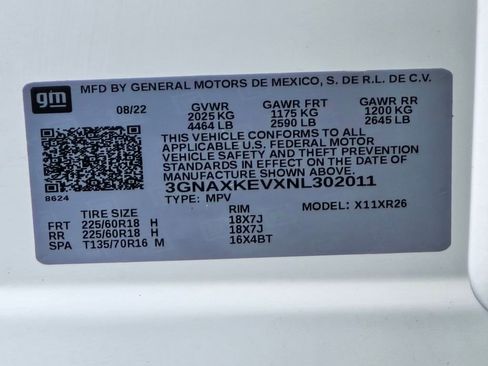 gm
MFD BY GENERAL MOTORS DE MEXICO, S. DE R.L. DE C.V.
08/22 GVWR GAWR FRT GAWR RR
2025 KG 1175 KG 1200 KG
4464 LB 2590 LB 2645 LB
THIS VEHICLE CONFORMS TO ALL
APPLICABLE U.S. FEDERAL MOTOR
VEHICLE SAFETY AND THEFT PREVENTION
STANDARDS IN EFFECT ON THE DATE OF
MANUFACTURE SHOWN ABOVE.
8624 3GNAXKEVXNL302011
TYPE: MPV MODEL: X11XR26
TIRE SIZE RIM
FRT 225/60R18 H 18X7J
RR 225/60R18 H 18X7J
SPA T135/70R16 M 16X4BT